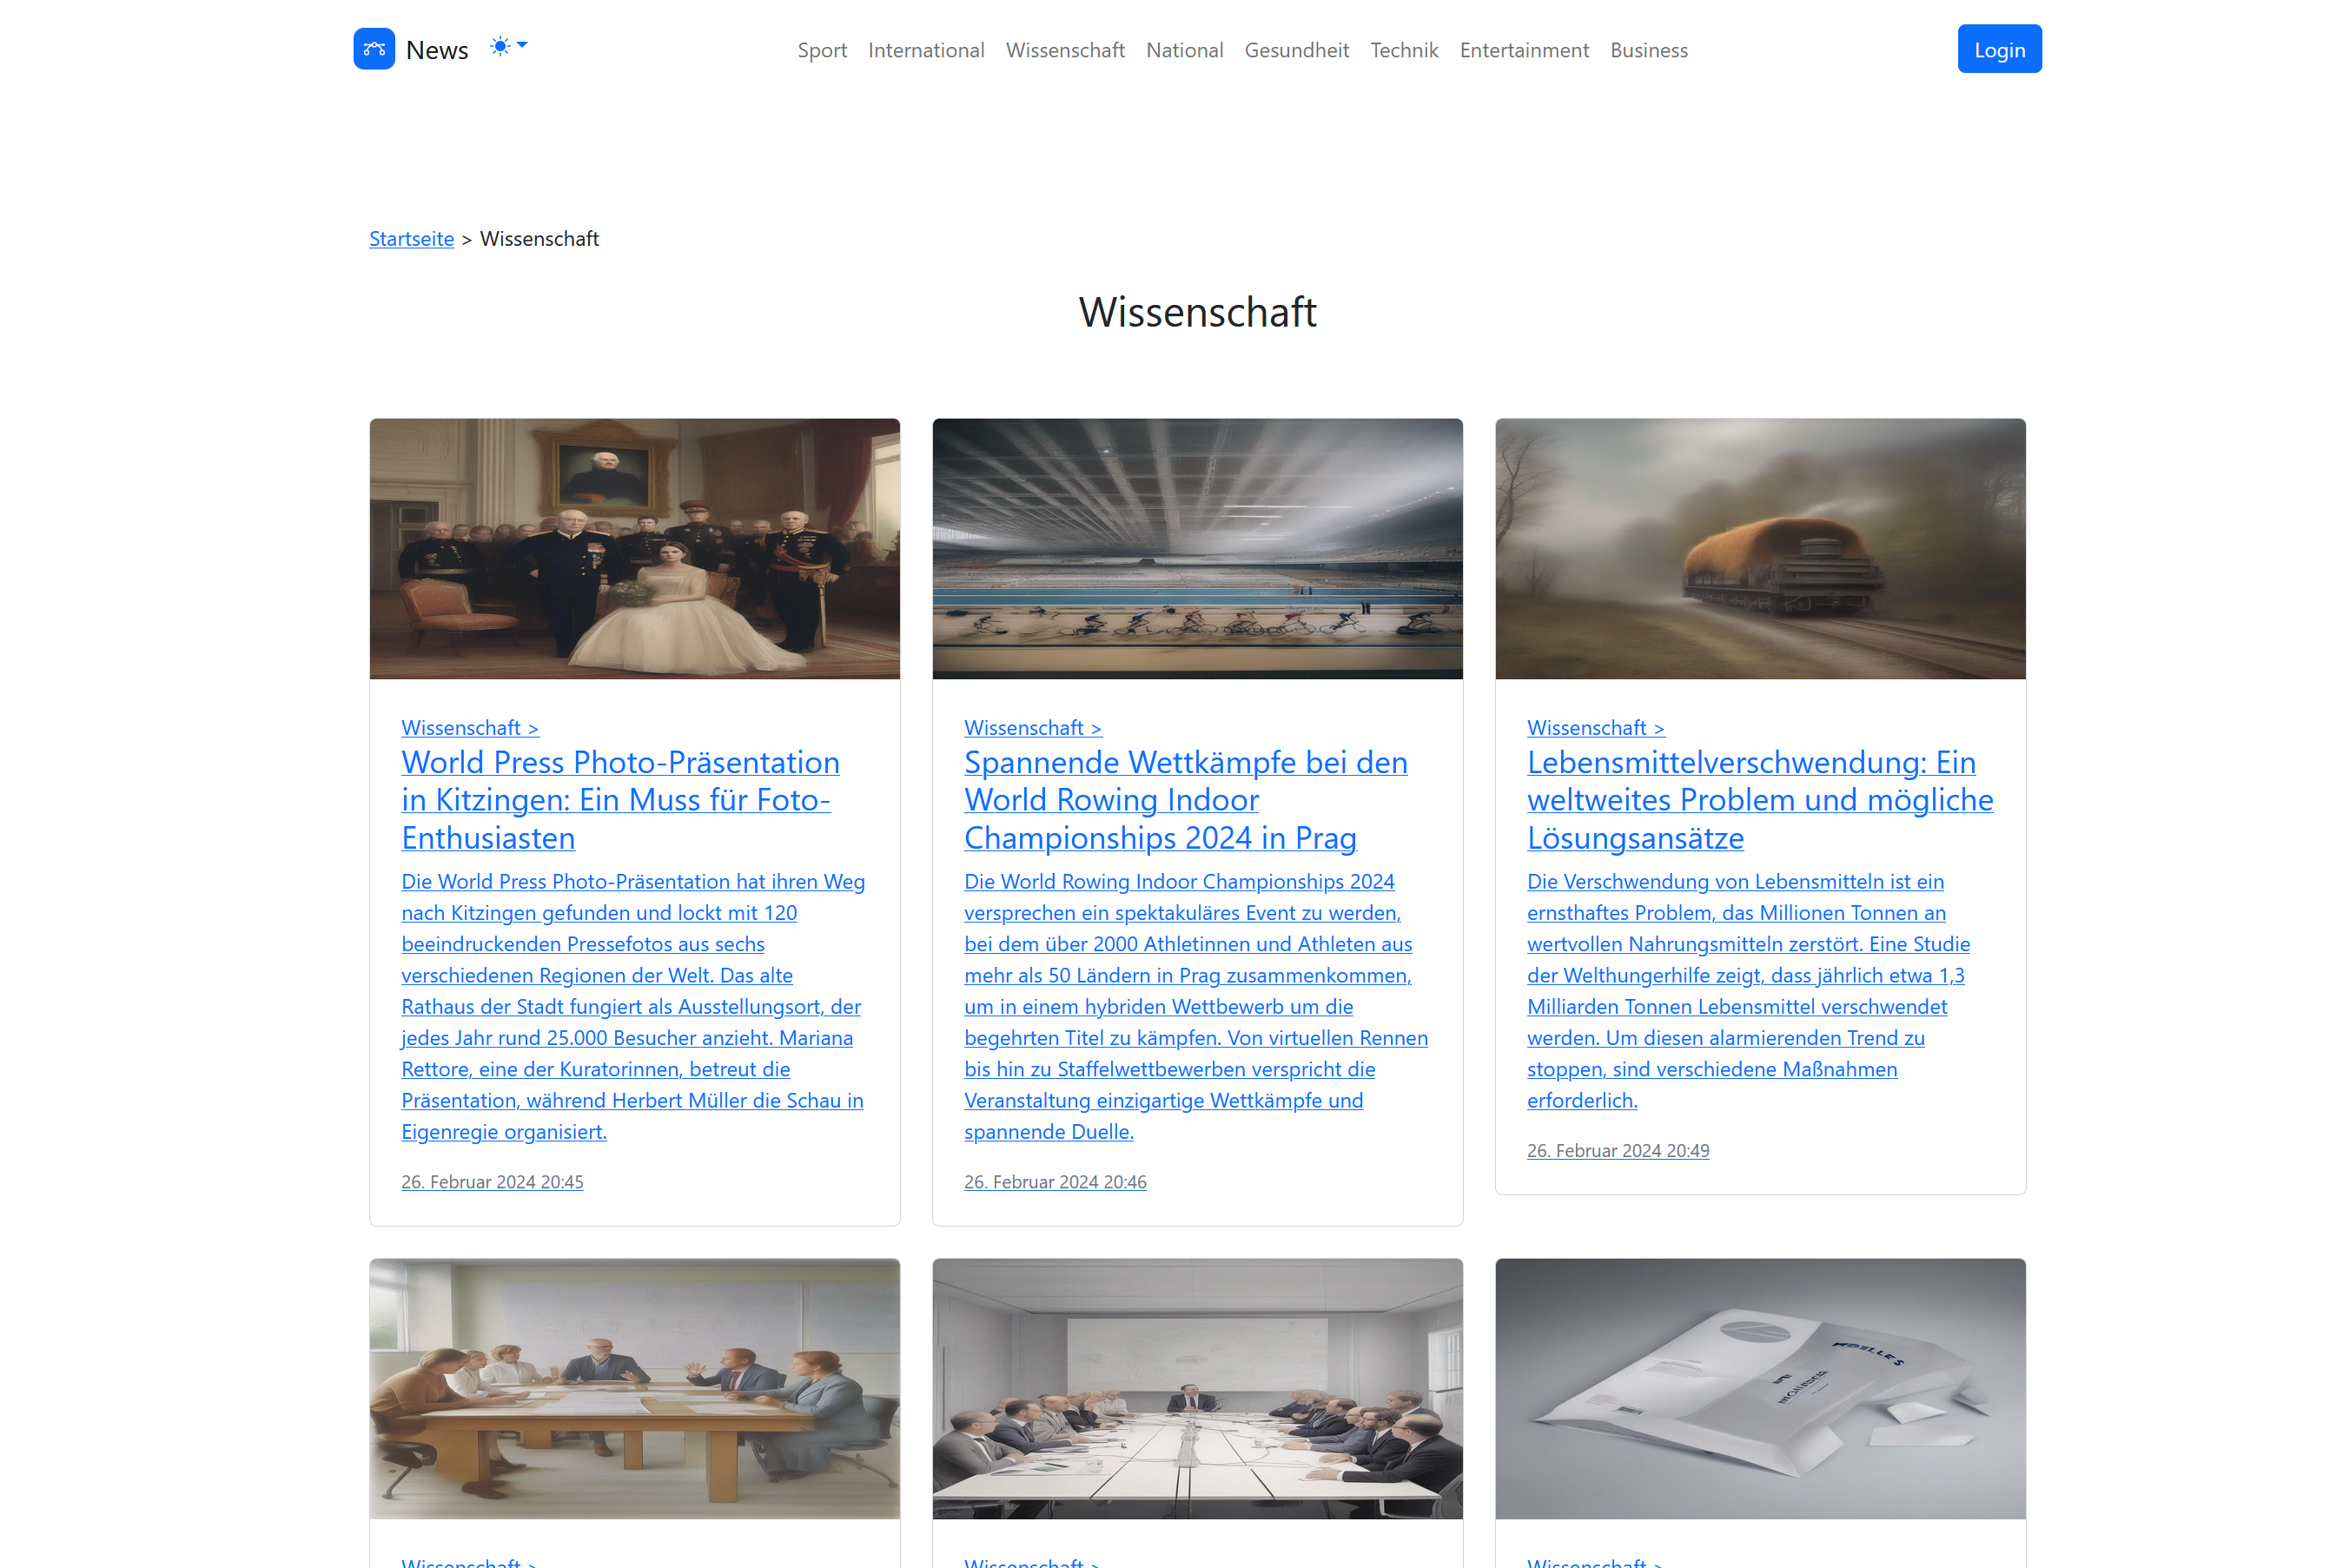 News
Sport International Wissenschaft National Gesundheit Technik Entertainment Business
Login
Startseite > Wissenschaft
Wissenschaft
Wissenschaft >
World Press Photo-Präsentation
in Kitzingen: Ein Muss für Foto-
Enthusiasten
Die World Press Photo-Präsentation hat ihren Weg
nach Kitzingen gefunden und lockt mit 120
beeindruckenden Pressefotos aus sechs
verschiedenen Regionen der Welt. Das alte
Rathaus der Stadt fungiert als Ausstellungsort, der
jedes Jahr rund 25.000 Besucher anzieht. Mariana
Rettore, eine der Kuratorinnen, betreut die
Präsentation, während Herbert Müller die Schau in
Eigenregie organisiert.
26. Februar 2024 20:45
Wissenschaft >
Spannende Wettkämpfe bei den
World Rowing Indoor
Championships 2024 in Prag
Die World Rowing Indoor Championships 2024
versprechen ein spektakuläres Event zu werden,
bei dem über 2000 Athletinnen und Athleten aus
mehr als 50 Ländern in Prag zusammenkommen,
um in einem hybriden Wettbewerb um die
begehrten Titel zu kämpfen. Von virtuellen Rennen
bis hin zu Staffelwettbewerben verspricht die
Veranstaltung einzigartige Wettkämpfe und
spannende Duelle.
26. Februar 2024 20:46
Wissenschaft >
Lebensmittelverschwendung: Ein
weltweites Problem und mögliche
Lösungsansätze
Die Verschwendung von Lebensmitteln ist ein
ernsthaftes Problem, das Millionen Tonnen an
wertvollen Nahrungsmitteln zerstört. Eine Studie
der Welthungerhilfe zeigt, dass jährlich etwa 1,3
Milliarden Tonnen Lebensmittel verschwendet
werden. Um diesen alarmierenden Trend zu
stoppen, sind verschiedene Maßnahmen
erforderlich.
26. Februar 2024 20:49
Wissenschaft >
Wissenschaft >
Wissenschaft >